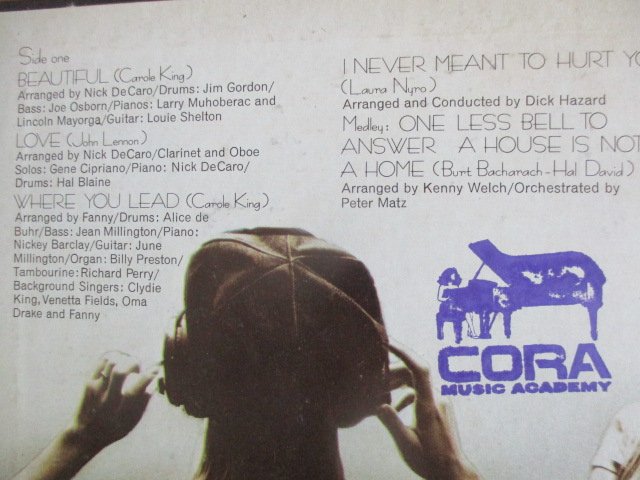 Side one
BEAUTIFUL (Carole King)
Arranged by Nick DeCaro/Drums: Jim Gordon/
Bass: Joe Osborn/Pianos: Larry Muhoberac and
Lincoln Mayorga/Guitar: Louie Shelton
LOVE (John Lennon)
Arranged by Nick DeCaro/Clarinet and Oboe
Solos: Gene Cipriano/Piano: Nick DeCaro/
Drums: Hal Blaine
WHERE YOU LEAD (Carole King)
Arranged by Fanny/Drums: Alice de
Buhr/Bass: Jean Millington/Piano:
Nickey Barclay/Guitar: June
Millington/Organ: Billy Preston/
Tambourine: Richard Perry/
Background Singers: Clydie
King, Venetta Fields, Oma
Drake and Fanny
I NEVER MEANT TO HURT YO
(Laura Nyro)
Arranged and Conducted by Dick Hazard
Medley: ONE LESS BELL TO
ANSWER A HOUSE IS NOT
A HOME (Burt Bacharach-Hal David)
Arranged by Kenny Welch/Orchestrated by
Peter Matz
CORA
MUSIC ACADEMY